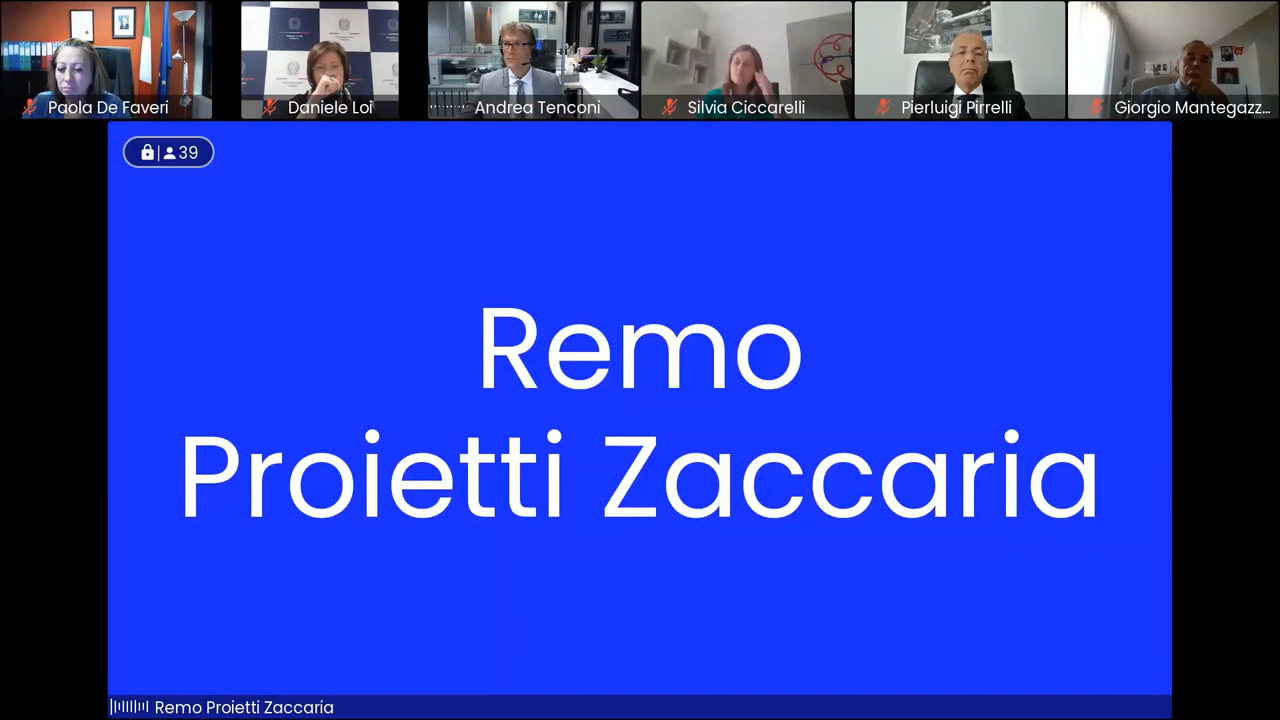 Paola De Faveri
Daniele Loi
Andrea Tenconi
Silvia Ciccarelli
Pierluigi Pirrelli
Giorgio Mantegazz...
39
Remo
Proietti Zaccaria
Remo Proietti Zaccaria